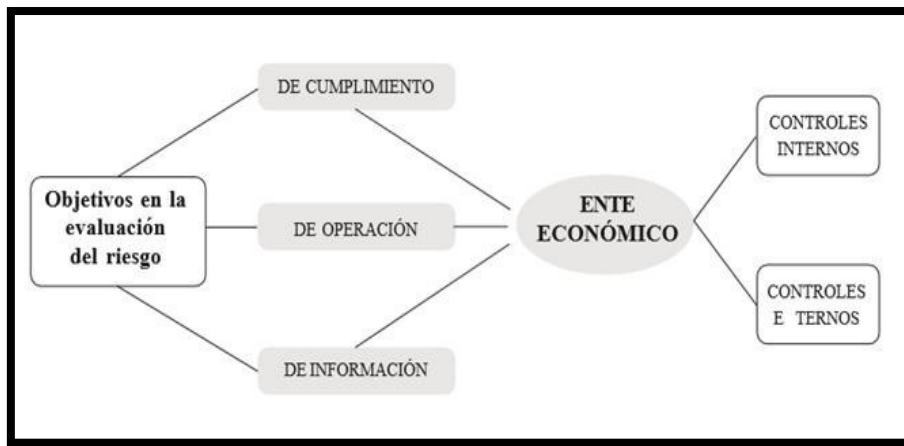 DE CUMPLIMIENTO
Objetivos en la
evaluación
del riesgo
DE OPERACIÓN
DE INFORMACIÓN
ENTE
ECONÓMICO
CONTROLES
INTERNOS
CONTROLES
E TERNOS